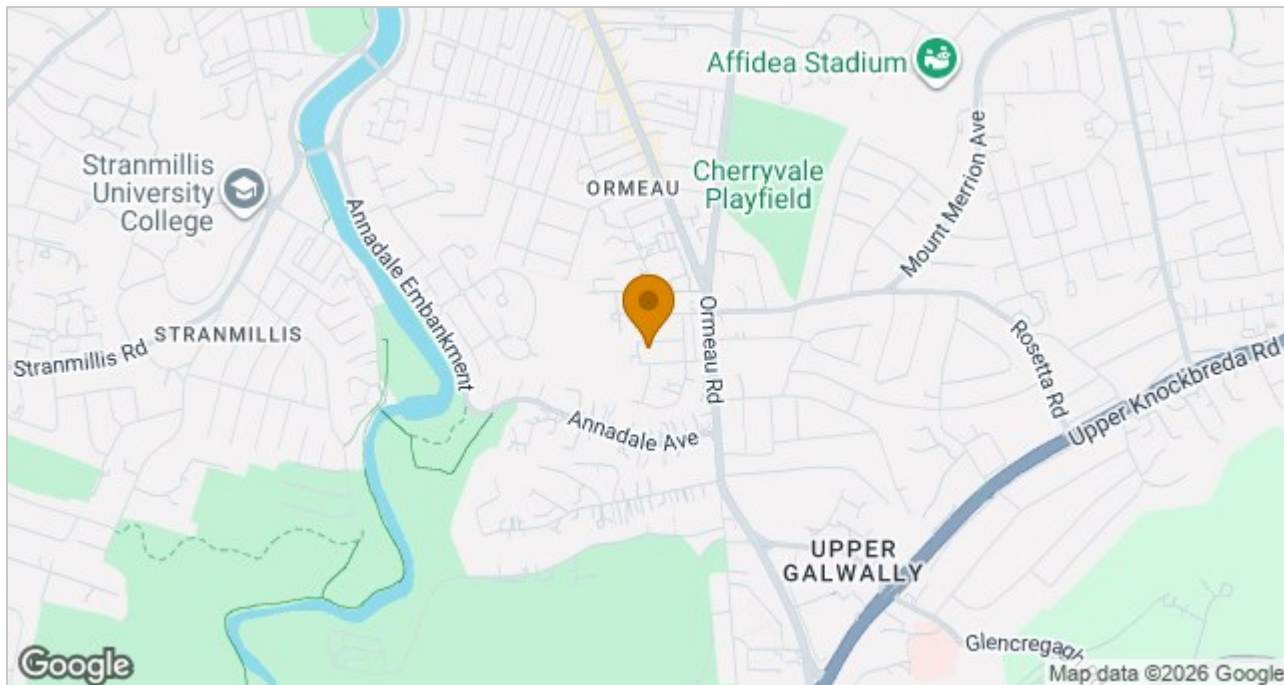 Affidea Stadium
Stranmillis
University
College
ORMEAU
Cherryvale
Playfield
Mount Merrion Ave
Annadale Embankment
STRANMILLIS
Stranmillis Rd
Ormeau Rd
Rosetta Rd
Upper Knockbreda Rd
Annadale Ave
UPPER
GALWALLY
Glencregagh
Google
Map data ©2026 Google